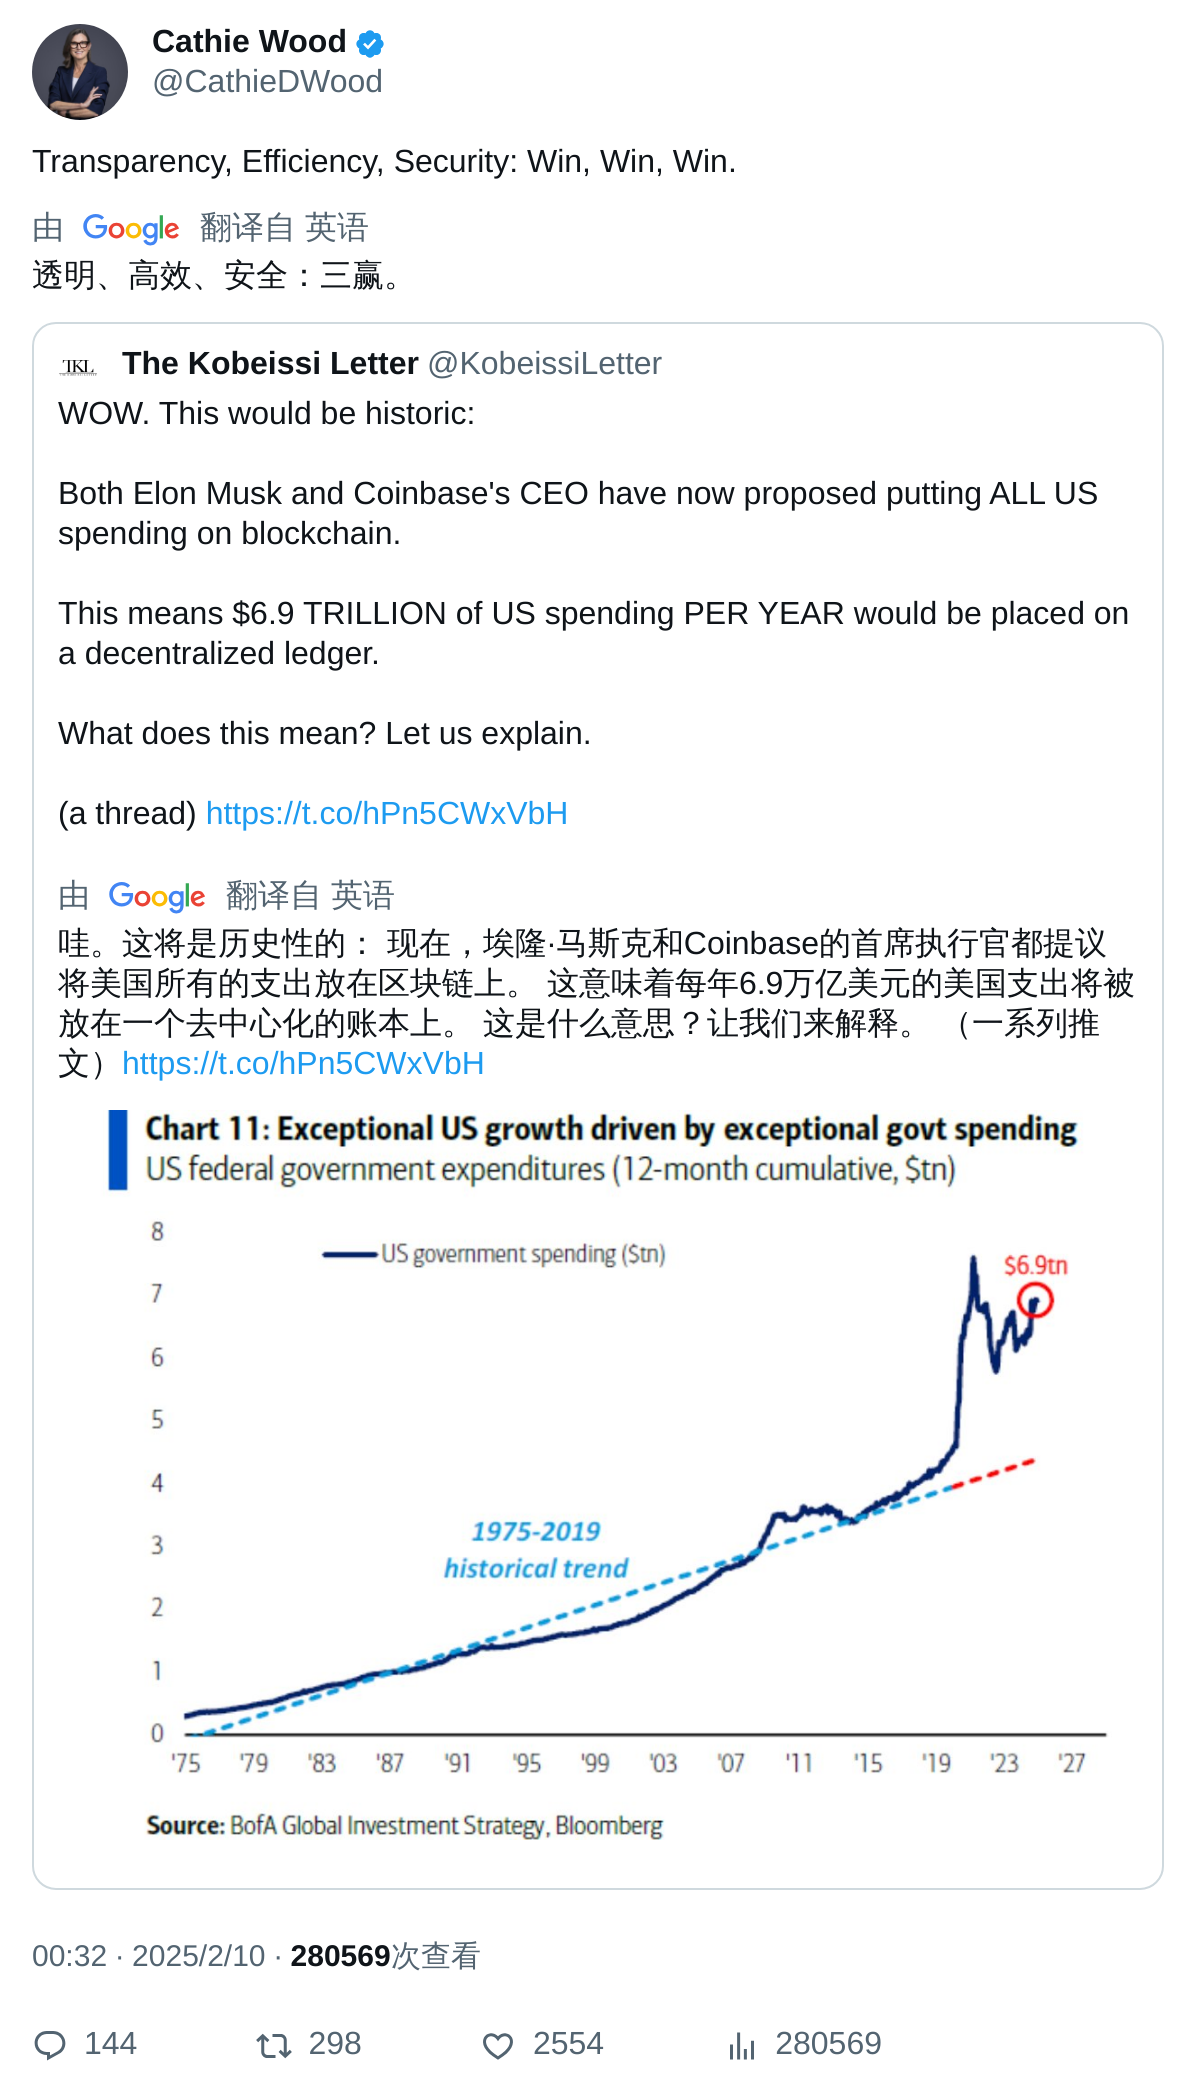 Cathie Wood
@CathieDWood
Transparency, Efficiency, Security: Win, Win, Win.
由 Google 翻译自 英语
透明、高效、安全：三赢。
TKL The Kobeissi Letter @KobeissiLetter
WOW. This would be historic:
Both Elon Musk and Coinbase's CEO have now proposed putting ALL US
spending on blockchain.
This means $6.9 TRILLION of US spending PER YEAR would be placed on
a decentralized ledger.
What does this mean? Let us explain.
(a thread) https://t.co/hPn5CWxVbH
由 Google 翻译自 英语
哇。这将是历史性的： 现在，埃隆·马斯克和Coinbase的首席执行官都提议
将美国所有的支出放在区块链上。 这意味着每年6.9万亿美元的美国支出将被
放在一个去中心化的账本上。 这是什么意思？让我们来解释。 （一系列推
文）https://t.co/hPn5CWxVbH
Chart 11: Exceptional US growth driven by exceptional govt spending
US federal government expenditures (12-month cumulative, $tn)
8
US government spending ($tn)
$6.9tn
7
6
5
4
3
1975-2019
historical trend
2
1
0
'75 '79 '83 '87 '91 '95 '99 '03 '07 '11 '15 '19 '23 '27
Source: BofA Global Investment Strategy, Bloomberg
00:32 · 2025/2/10 · 280569次查看
144 298 2554 280569